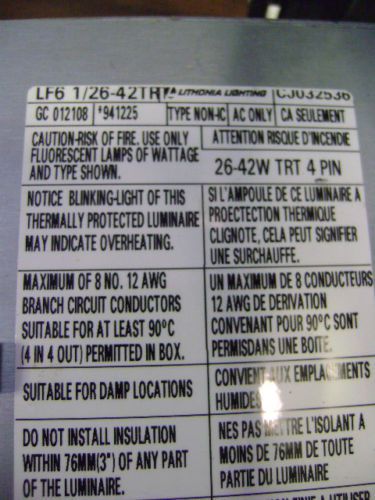 LF6 1/26-42TR LITHONIA LIGHTING CJ032536
GC 012108 *941225 TYPE NON-IC AC ONLY CA SEULEMENT
CAUTION-RISK OF FIRE. USE ONLY
FLUORESCENT LAMPS OF WATTAGE
AND TYPE SHOWN.
ATTENTION RISQUE D'INCENDIE
26-42W TRT 4 PIN
NOTICE BLINKING-LIGHT OF THIS
THERMALLY PROTECTED LUMINAIRE
MAY INDICATE OVERHEATING.
SI L'AMPOULE DE CE LUMINAIRE A
PROECTECTION THERMIQUE
CLIGNOTE, CELA PEUT SIGNIFIER
UNE SURCHAUFFE.
MAXIMUM OF 8 NO. 12 AWG
BRANCH CIRCUIT CONDUCTORS
SUITABLE FOR AT LEAST 90°C
(4 IN 4 OUT) PERMITTED IN BOX.
UN MAXIMUM DE 8 CONDUCTEURS
12 AWG DE DERIVATION
CONVENANT POUR 90°C SONT
PERMISDANS UNE BOITE.
SUITABLE FOR DAMP LOCATIONS
CONVIENT AUX EMPLACEMENTS
HUMIDES
DO NOT INSTALL INSULATION
WITHIN 76MM(3") OF ANY PART
OF THE LUMINAIRE.
NES PAS METTRE L'ISOLANT A
MOINS DE 76MM DE TOUTE
PARTIE DU LUMINAIRE
A UTILISER